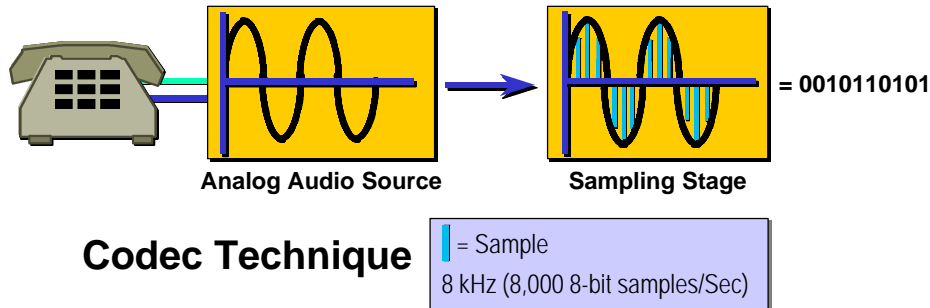 = 0010110101
Analog Audio Source
Sampling Stage
Codec Technique
= Sample
8 kHz (8,000 8-bit samples/Sec)